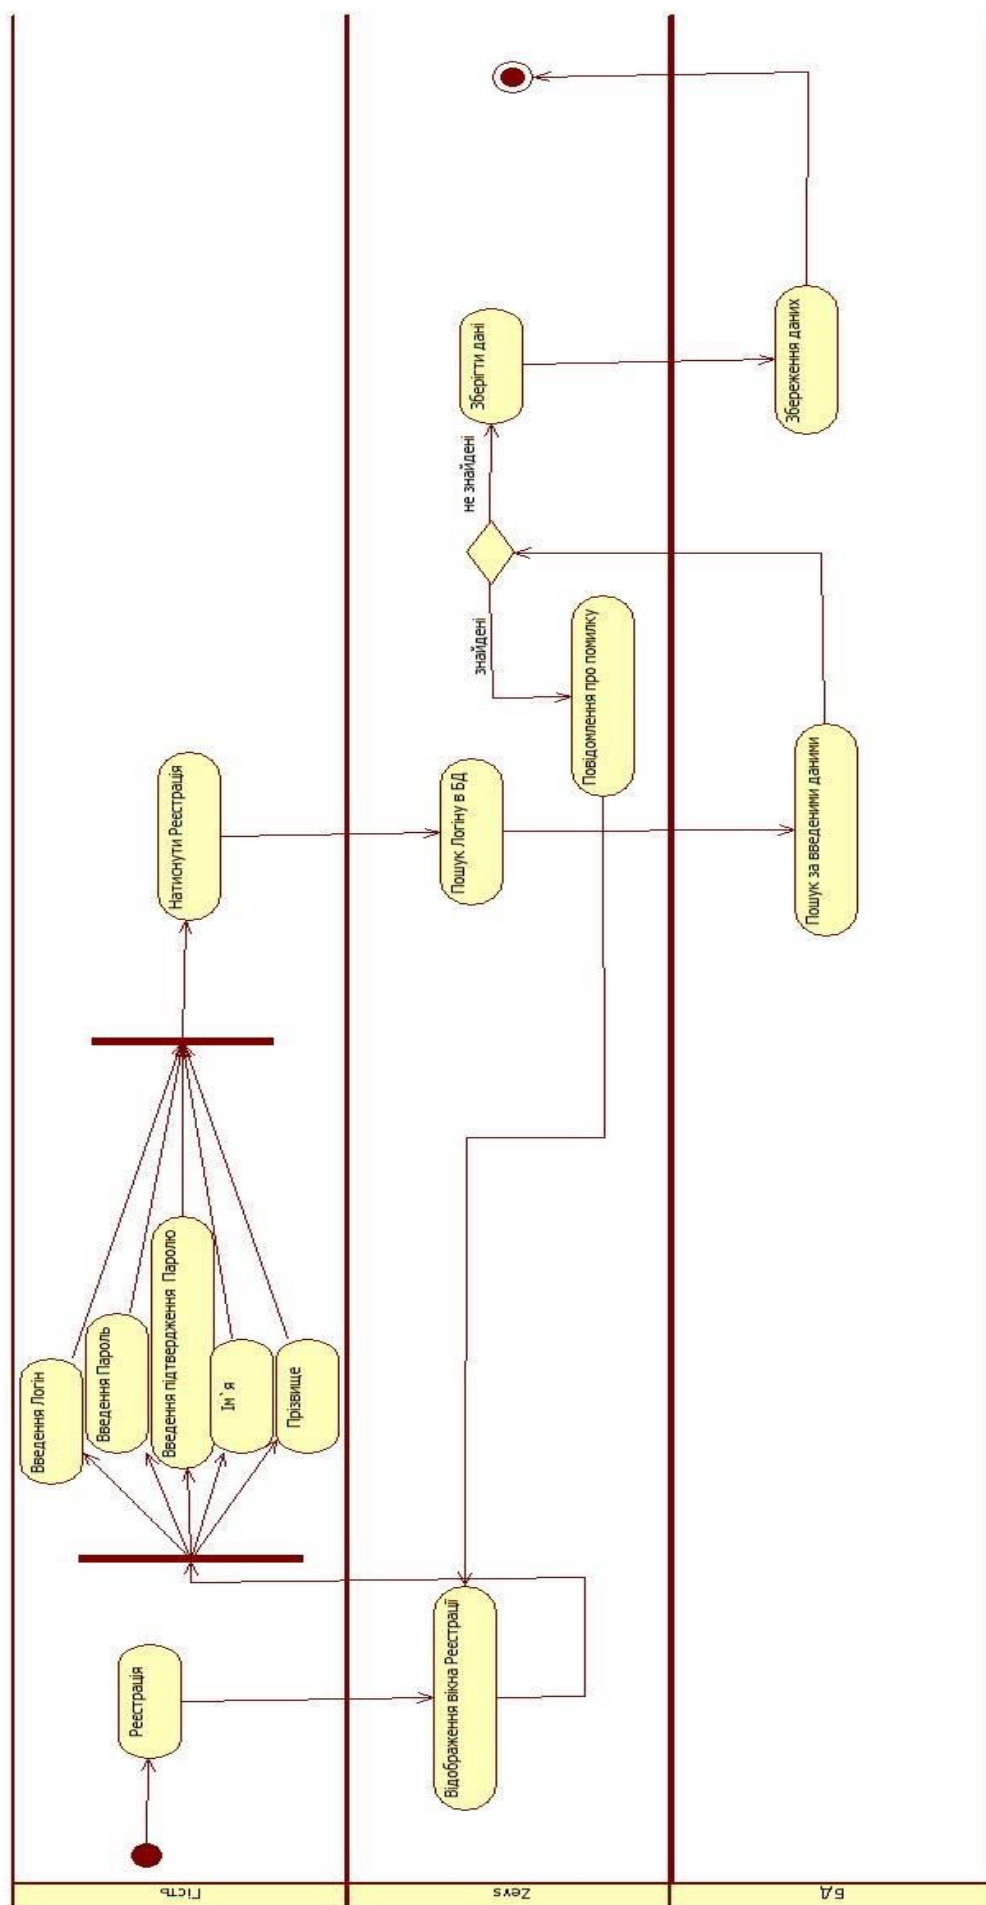 Гість
Zevs
БД
Реєстрація
Відображення вікна Реєстрації
Введення Логін
Введення Пароль
Введення підтвердження Паролю
Ім`я
Прізвище
Натиснути Реєстрація
Пошук Логіну в БД
Пошук за введеними даними
знайдені
не знайдені
Повідомлення про помилку
Зберігти дані
Збереження даних